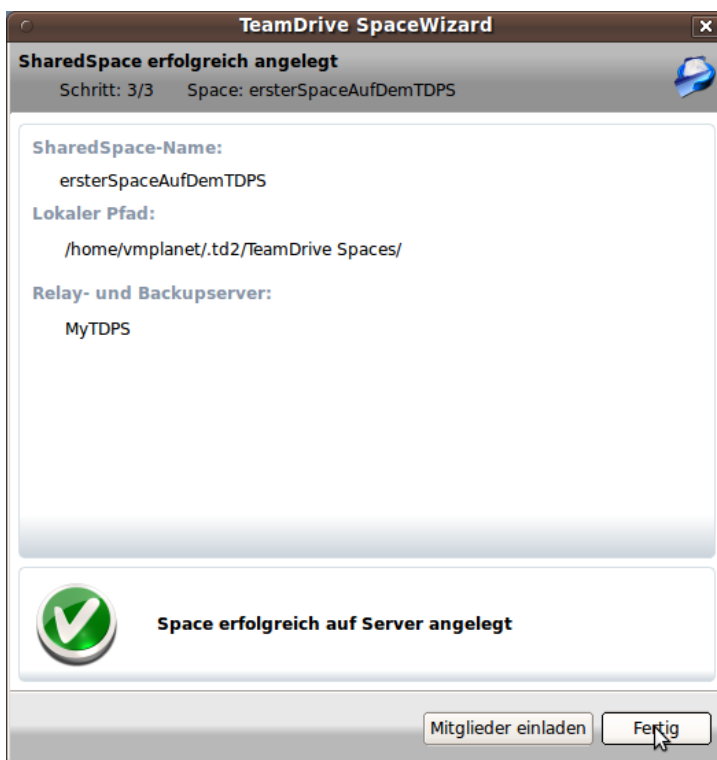 TeamDrive SpaceWizard
SharedSpace erfolgreich angelegt
Schritt: 3/3 Space: ersterSpaceAufDemTDPS
SharedSpace-Name:
ersterSpaceAufDemTDPS
Lokaler Pfad:
/home/vmplanet/.td2/TeamDrive Spaces/
Relay- und Backupserver:
MyTDPS
Space erfolgreich auf Server angelegt
Mitglieder einladen Fertig